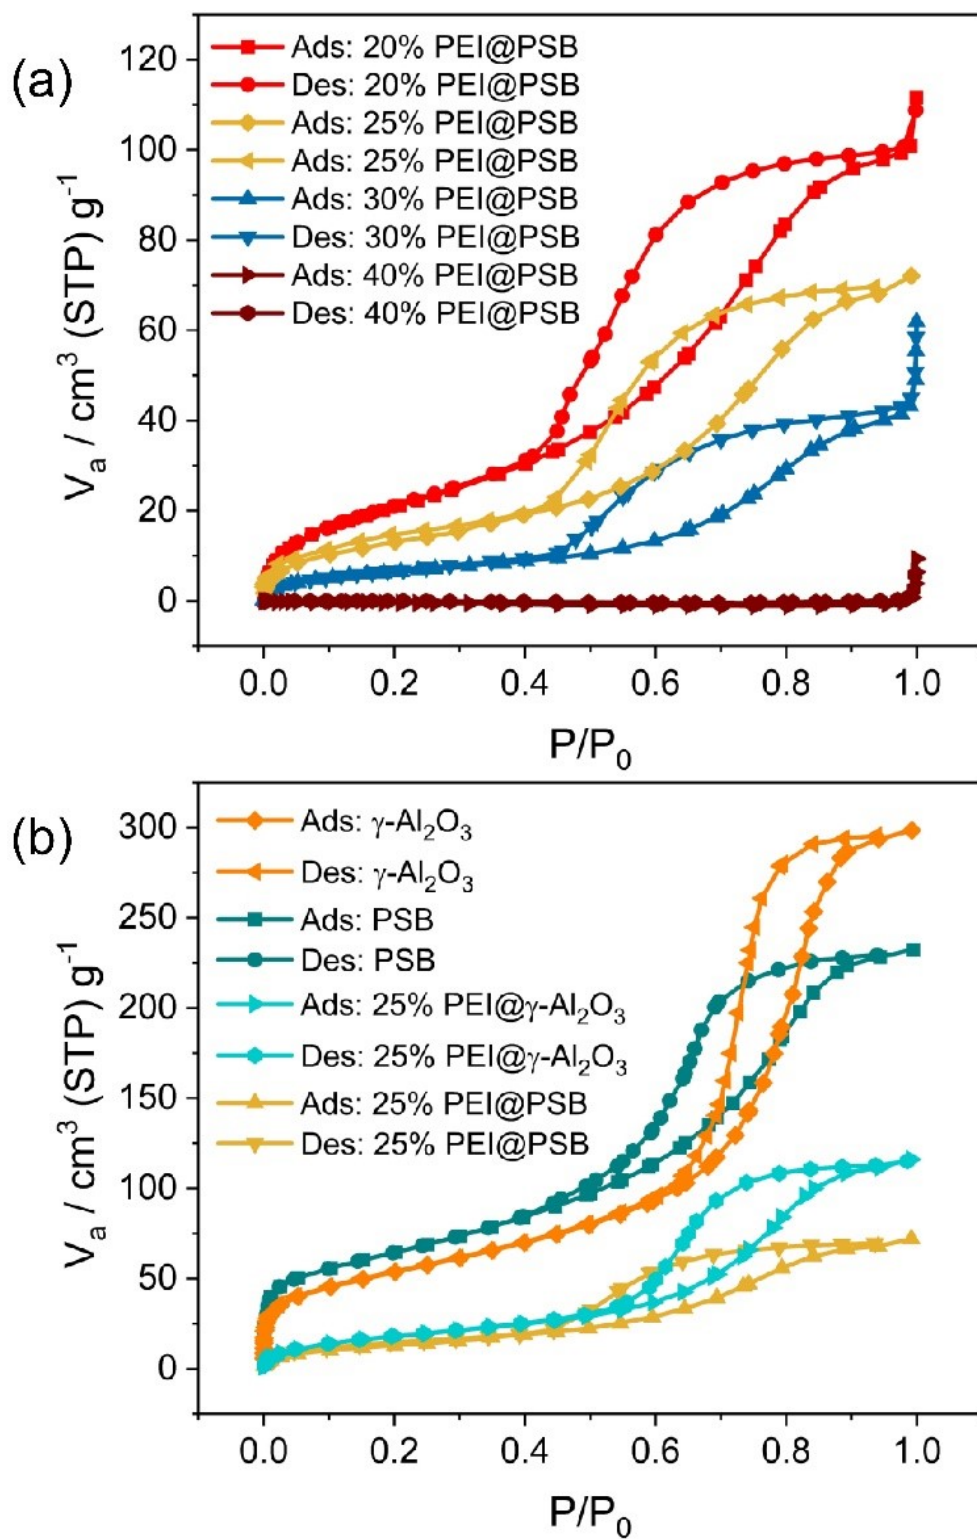 (a)
Ads: 20% PEI@PSB
Des: 20% PEI@PSB
Ads: 25% PEI@PSB
Ads: 25% PEI@PSB
Ads: 30% PEI@PSB
Des: 30% PEI@PSB
Ads: 40% PEI@PSB
Des: 40% PEI@PSB
120
100
80
60
40
20
0
Vₐ / cm³ (STP) g⁻¹
0.0 0.2 0.4 0.6 0.8 1.0
P/P₀
(b)
Ads: γ-Al₂O₃
Des: γ-Al₂O₃
Ads: PSB
Des: PSB
Ads: 25% PEI@γ-Al₂O₃
Des: 25% PEI@γ-Al₂O₃
Ads: 25% PEI@PSB
Des: 25% PEI@PSB
300
250
200
150
100
50
0
Vₐ / cm³ (STP) g⁻¹
0.0 0.2 0.4 0.6 0.8 1.0
P/P₀